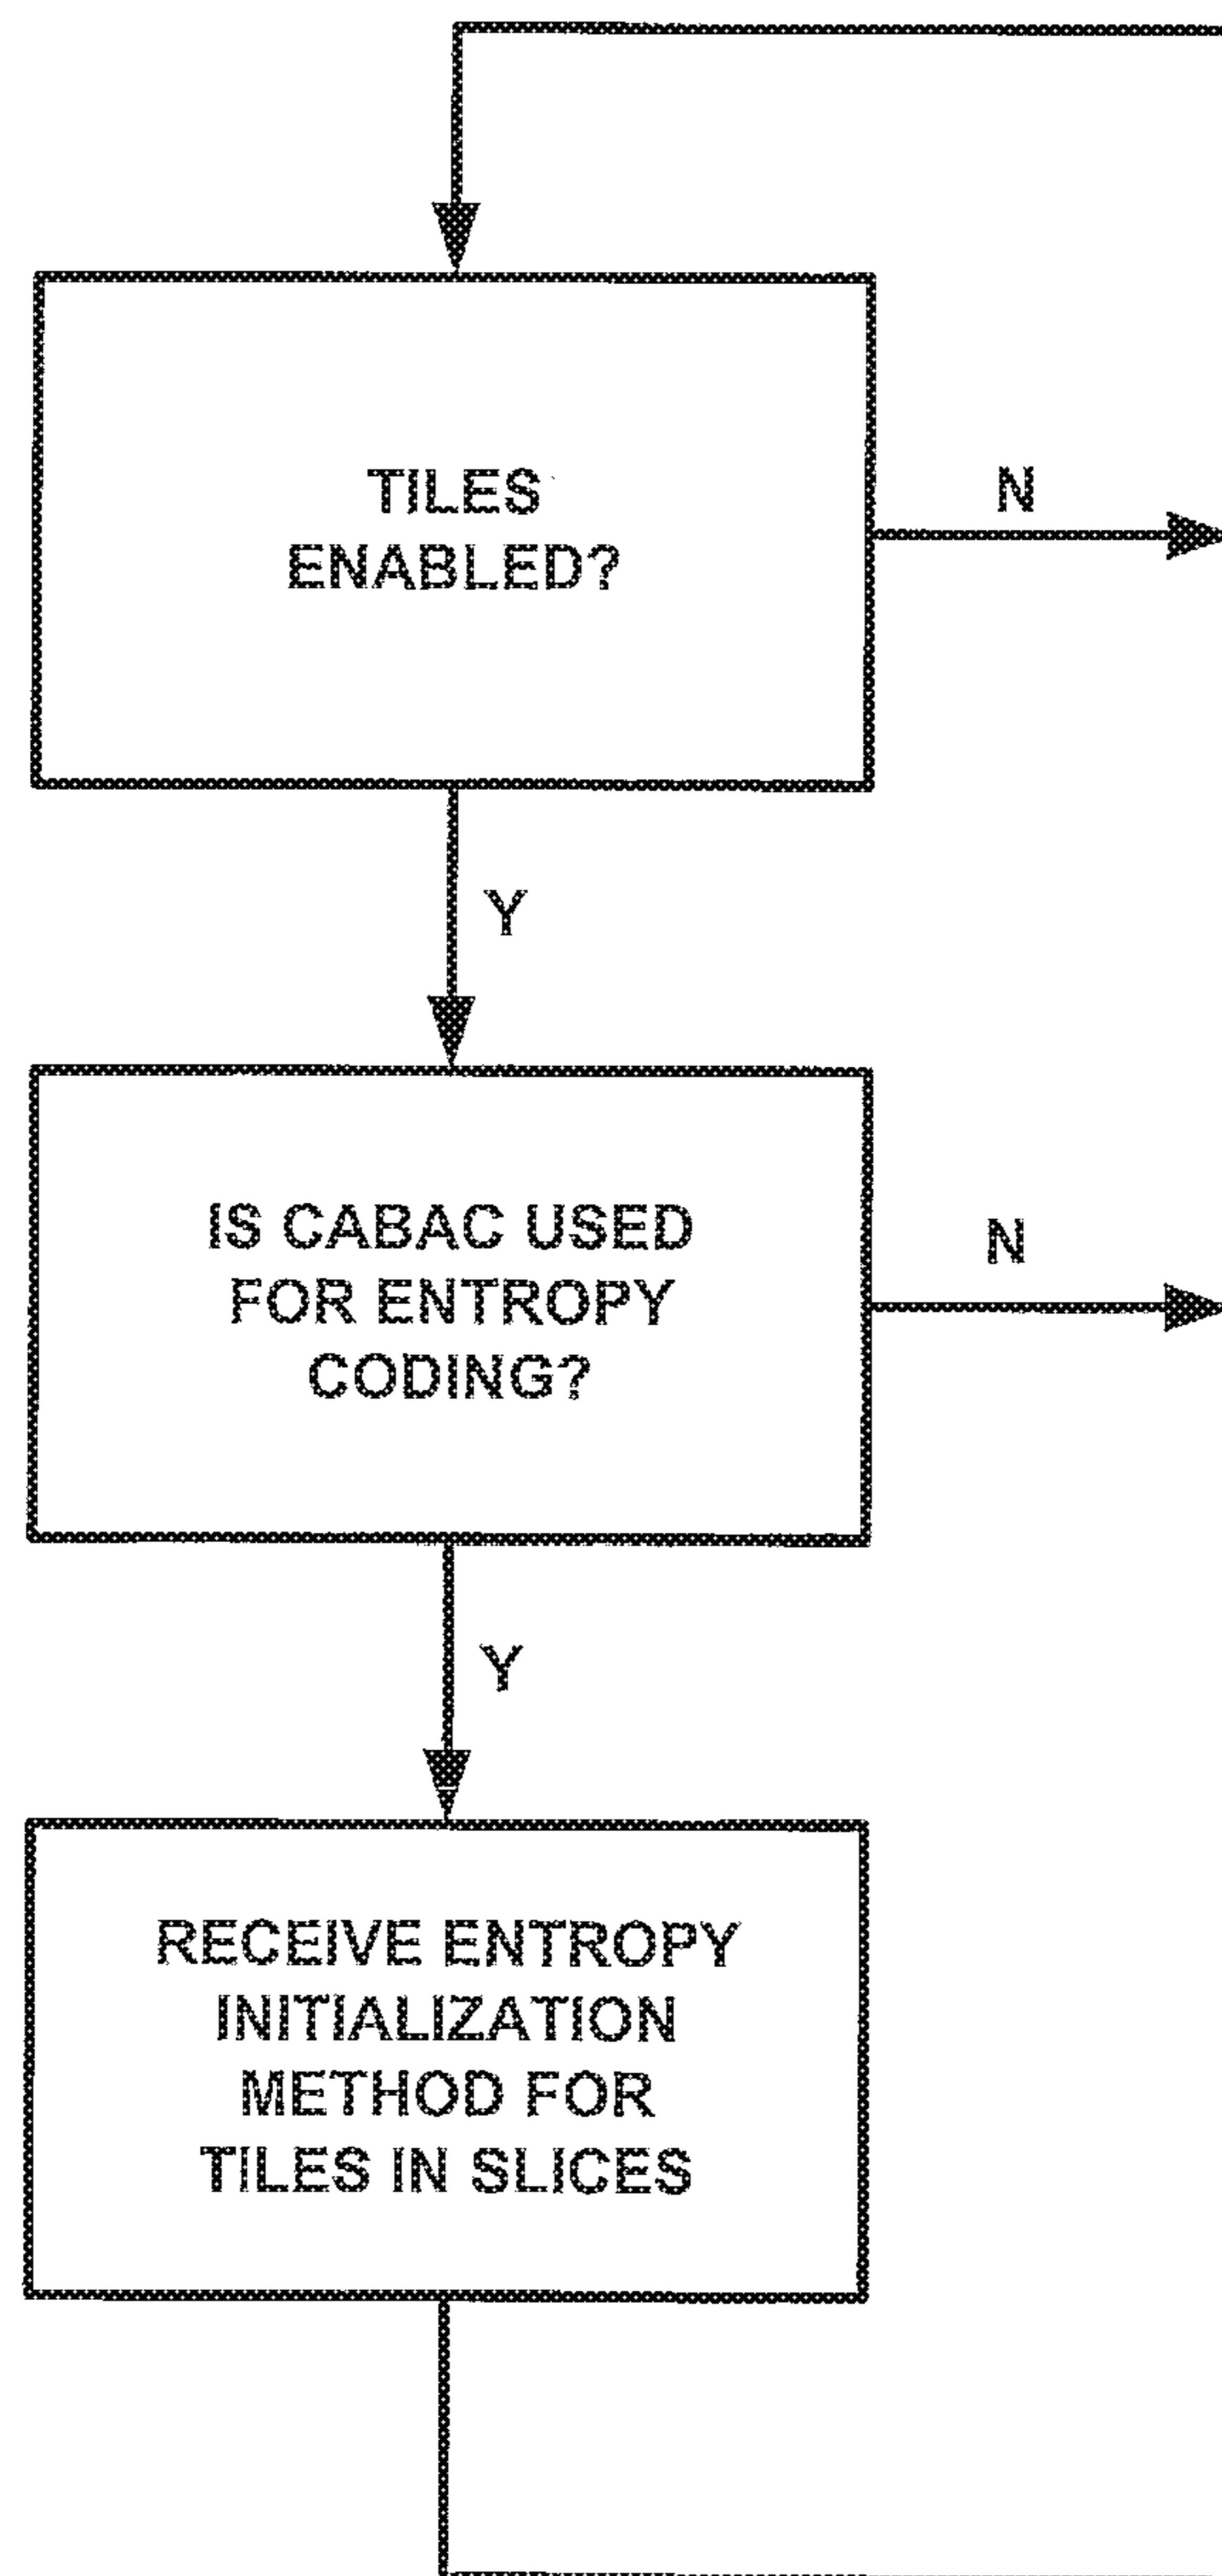 TILES
ENABLED?
N
Y
IS CABAC USED
FOR ENTROPY
CODING?
N
Y
RECEIVE ENTROPY
INITIALIZATION
METHOD FOR
TILES IN SLICES